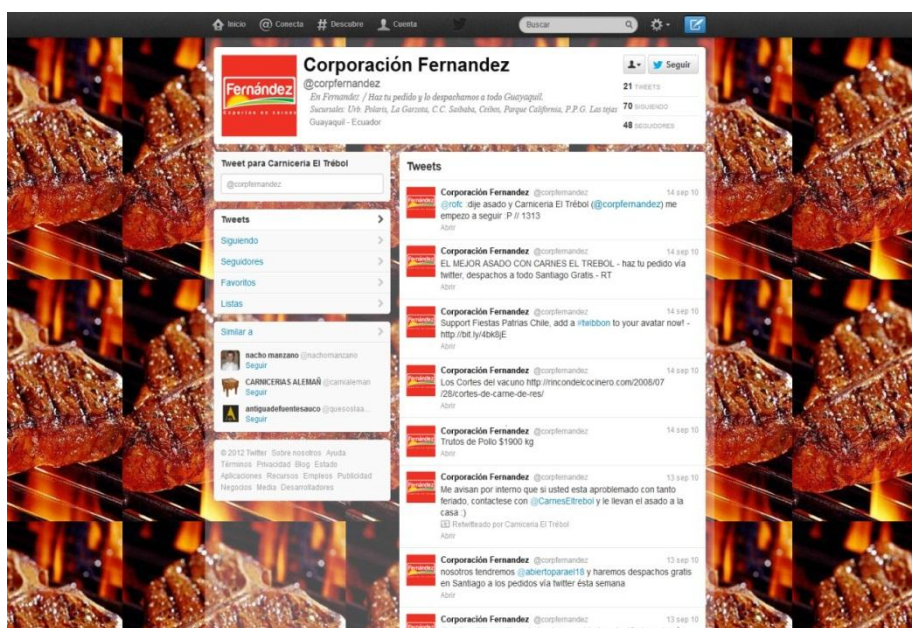 Inicio @ Conecta # Descubre Cuenta Buscar
Fernández
Expertos en carnes
Corporación Fernandez
@corpfernandez
En Fernandez / Haz tu pedido y lo despachamos a todo Guayaquil.
Sucursales: Urb. Polaris, La Garzota, C.C. Saibaba, Ceibos, Parque California, P.P.G. Las tejas
Guayaquil - Ecuador
Seguir
21 TWEETS
70 SIGUIENDO
48 SEGUIDORES
Tweet para Carniceria El Trébol
@corpfernandez
Tweets
Siguiendo
Seguidores
Favoritos
Listas
Similar a
nacho manzano @nachomanzano
Seguir
CARNICERIAS ALEMAÑ @carnialeman
Seguir
antiguadefuentesauco @quesostaa...
Seguir
© 2012 Twitter Sobre nosotros Ayuda
Términos Privacidad Blog Estado
Aplicaciones Recursos Empleos Publicidad
Negocios Media Desarrolladores
Tweets
Corporación Fernandez @corpfernandez 14 sep 10
@rofc :dije asado y Carniceria El Trébol (@corpfernandez) me
empezo a seguir :P // 1313
Abrir
Corporación Fernandez @corpfernandez 14 sep 10
EL MEJOR ASADO CON CARNES EL TREBOL - haz tu pedido vía
twitter, despachos a todo Santiago Gratis - RT
Abrir
Corporación Fernandez @corpfernandez 14 sep 10
Support Fiestas Patrias Chile, add a #twibbon to your avatar now! -
http://bit.ly/4bk8jE
Abrir
Corporación Fernandez @corpfernandez 14 sep 10
Los Cortes del vacuno http://rincondelcocinero.com/2008/07
/28/cortes-de-carne-de-res/
Abrir
Corporación Fernandez @corpfernandez 14 sep 10
Trutos de Pollo $1900 kg
Abrir
Corporación Fernandez @corpfernandez 13 sep 10
Me avisan por interno que si usted esta aproblemado con tanto
feriado, contactese con @CarnesEltrebol y le llevan el asado a la
casa :)
Retwitteado por Carniceria El Trébol
Abrir
Corporación Fernandez @corpfernandez 13 sep 10
nosotros tendremos @abiertoparael18 y haremos despachos gratis
en Santiago a los pedidos vía twitter ésta semana
Abrir
Corporación Fernandez @corpfernandez 13 sep 10